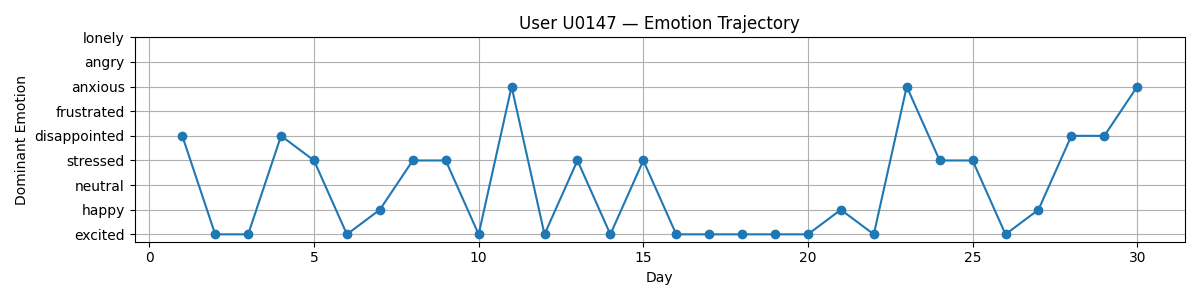 User U0147 — Emotion Trajectory
Dominant Emotion
lonely
angry
anxious
frustrated
disappointed
stressed
neutral
happy
excited
0 5 10 15 20 25 30
Day